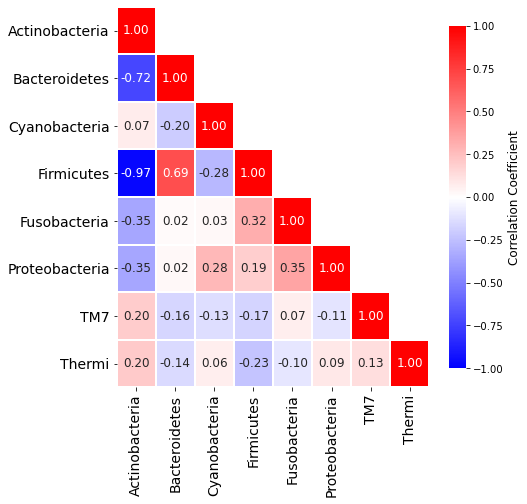 Actinobacteria 1.00
Bacteroidetes -0.72 1.00
Cyanobacteria 0.07 -0.20 1.00
Firmicutes -0.97 0.69 -0.28 1.00
Fusobacteria -0.35 0.02 0.03 0.32 1.00
Proteobacteria -0.35 0.02 0.28 0.19 0.35 1.00
TM7 0.20 -0.16 -0.13 -0.17 0.07 -0.11 1.00
Thermi 0.20 -0.14 0.06 -0.23 -0.10 0.09 0.13 1.00
Actinobacteria
Bacteroidetes
Cyanobacteria
Firmicutes
Fusobacteria
Proteobacteria
TM7
Thermi
1.00
0.75
0.50
0.25
0.00
−0.25
−0.50
−0.75
−1.00
Correlation Coefficient